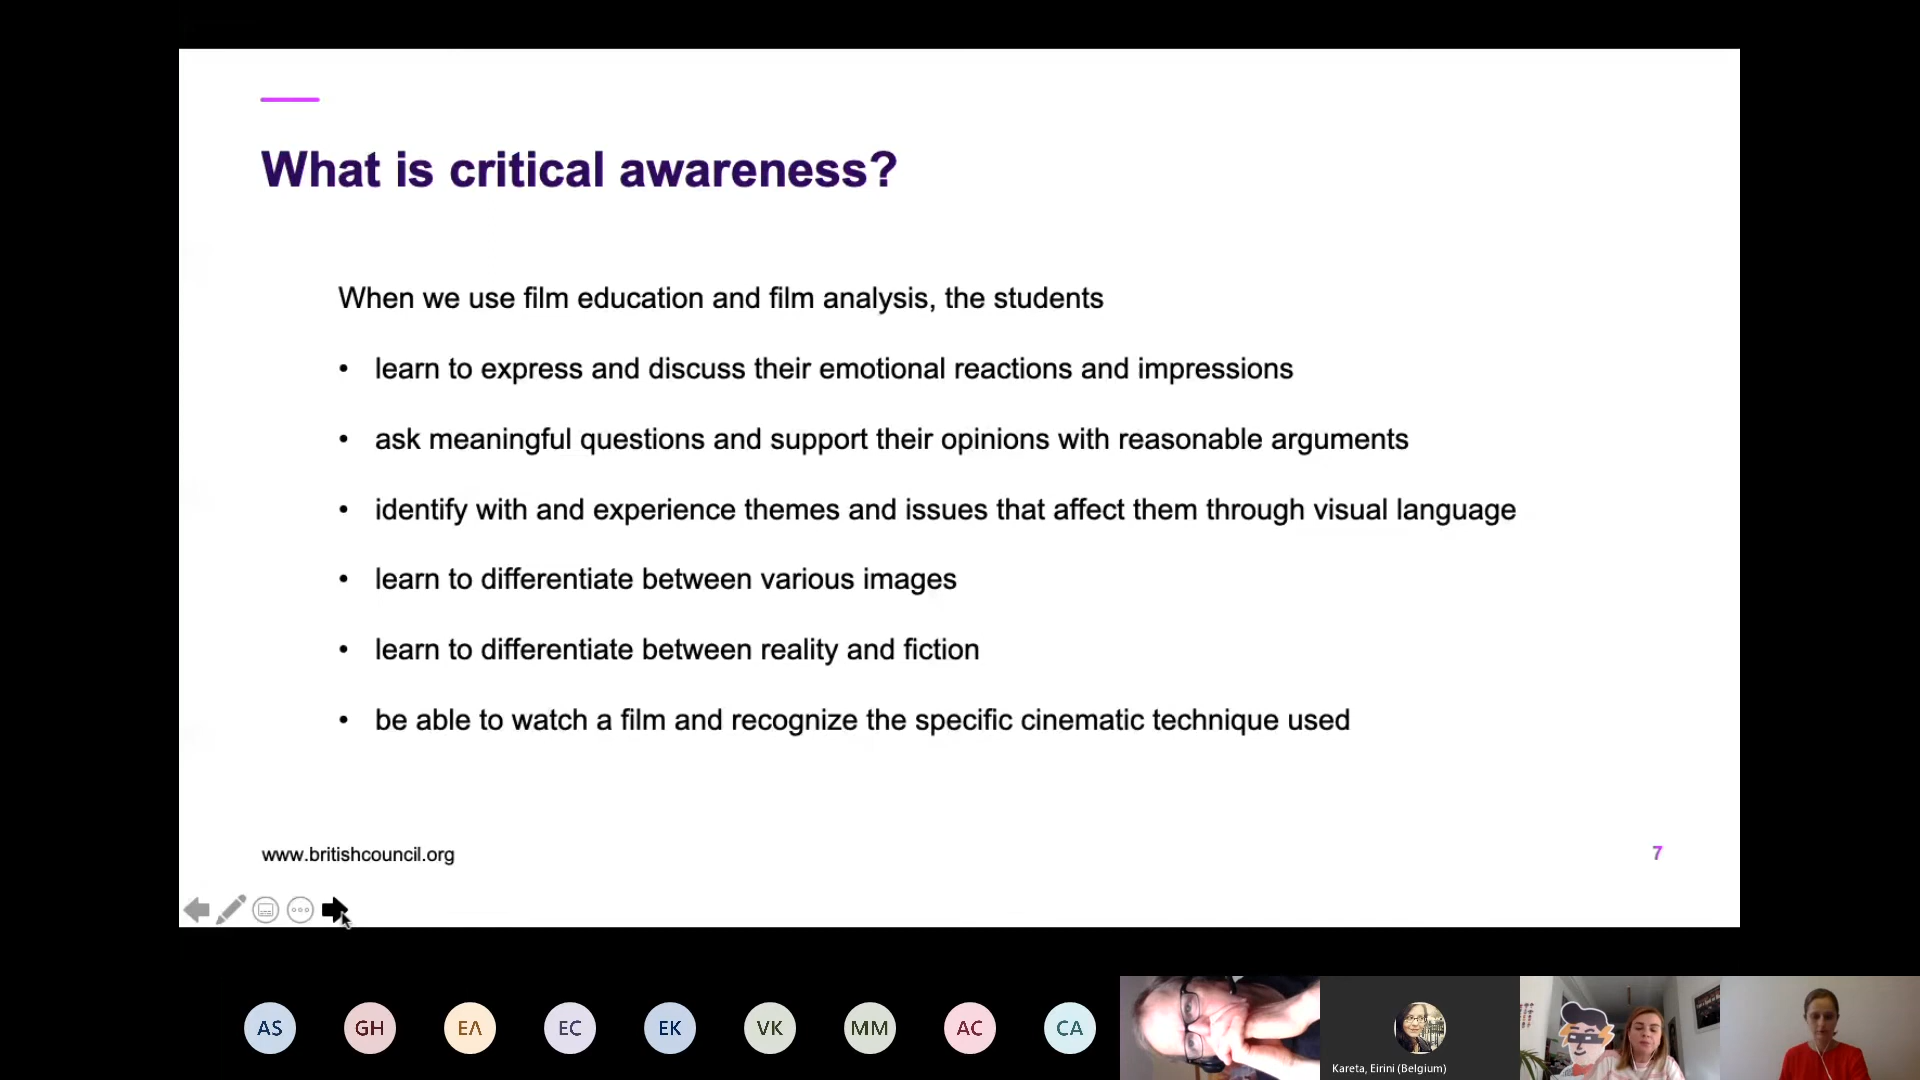 What is critical awareness?
When we use film education and film analysis, the students
• learn to express and discuss their emotional reactions and impressions
• ask meaningful questions and support their opinions with reasonable arguments
• identify with and experience themes and issues that affect them through visual language
• learn to differentiate between various images
• learn to differentiate between reality and fiction
• be able to watch a film and recognize the specific cinematic technique used
www.britishcouncil.org
7
AS
GH
ΕΛ
EC
EK
VK
MM
AC
CA
Kareta, Eirini (Belgium)